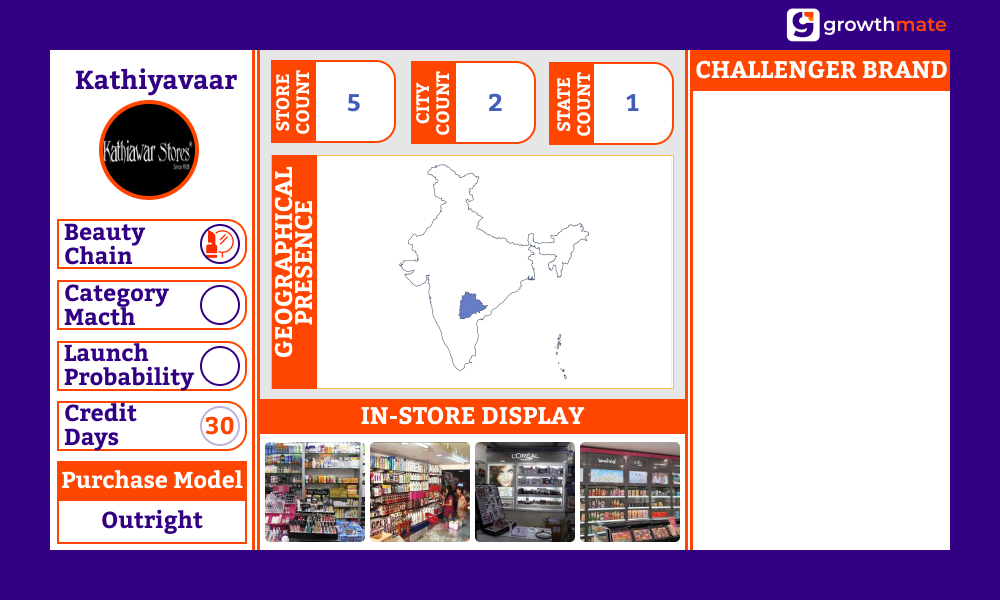 growthmate
Kathiyavaar
Kathiawar Stores
Since 1908
Beauty
Chain
Category
Macth
Launch
Probability
Credit
Days
30
Purchase Model
Outright
STORE
COUNT
5
CITY
COUNT
2
STATE
COUNT
1
GEOGRAPHICAL
PRESENCE
IN-STORE DISPLAY
L'ORÉAL
CHALLENGER BRAND